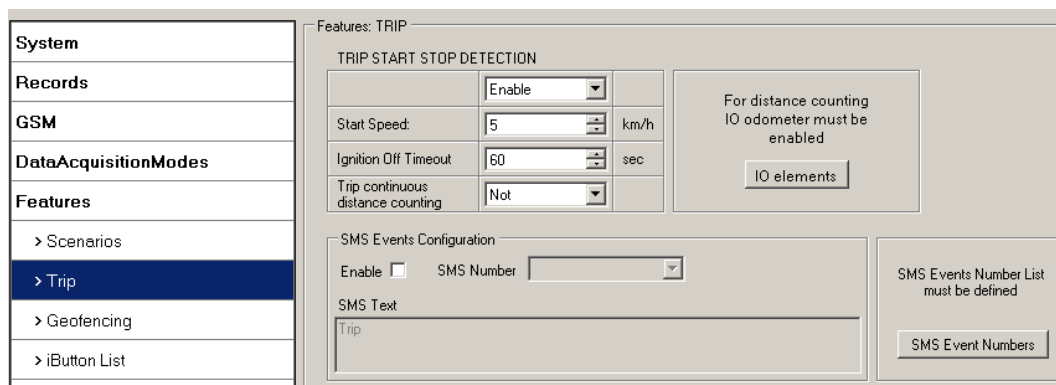 System
Records
GSM
DataAcquisitionModes
Features
> Scenarios
> Trip
> Geofencing
> iButton List
Features: TRIP
TRIP START STOP DETECTION
Enable
Start Speed: 5 km/h
Ignition Off Timeout 60 sec
Trip continuous
distance counting Not
For distance counting
IO odometer must be
enabled
IO elements
SMS Events Configuration
Enable SMS Number
SMS Text
Trip
SMS Events Number List
must be defined
SMS Event Numbers